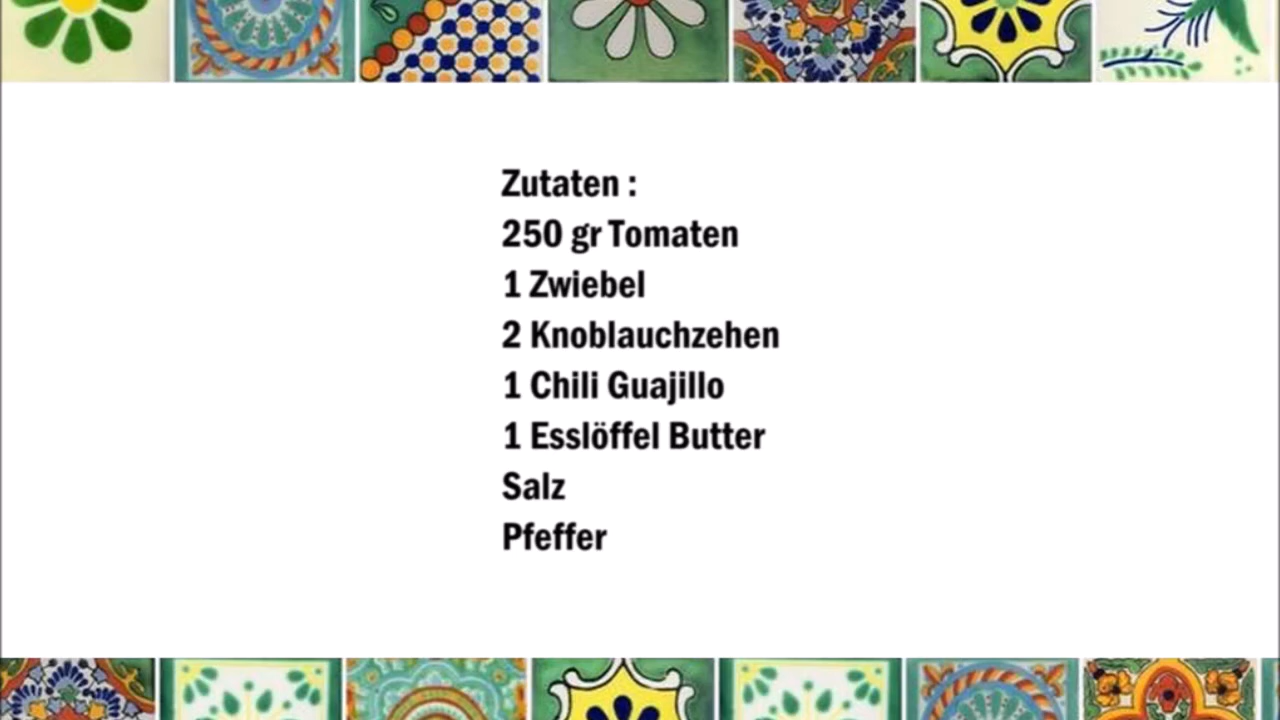 Zutaten :
250 gr Tomaten
1 Zwiebel
2 Knoblauchzehen
1 Chili Guajillo
1 Esslöffel Butter
Salz
Pfeffer